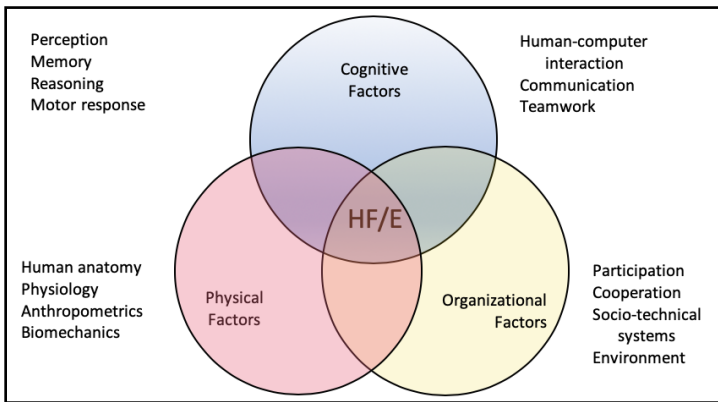 Perception
Memory
Reasoning
Motor response
Cognitive
Factors
Human-computer
interaction
Communication
Teamwork
HF/E
Human anatomy
Physiology
Anthropometrics
Biomechanics
Physical
Factors
Organizational
Factors
Participation
Cooperation
Socio-technical
systems
Environment